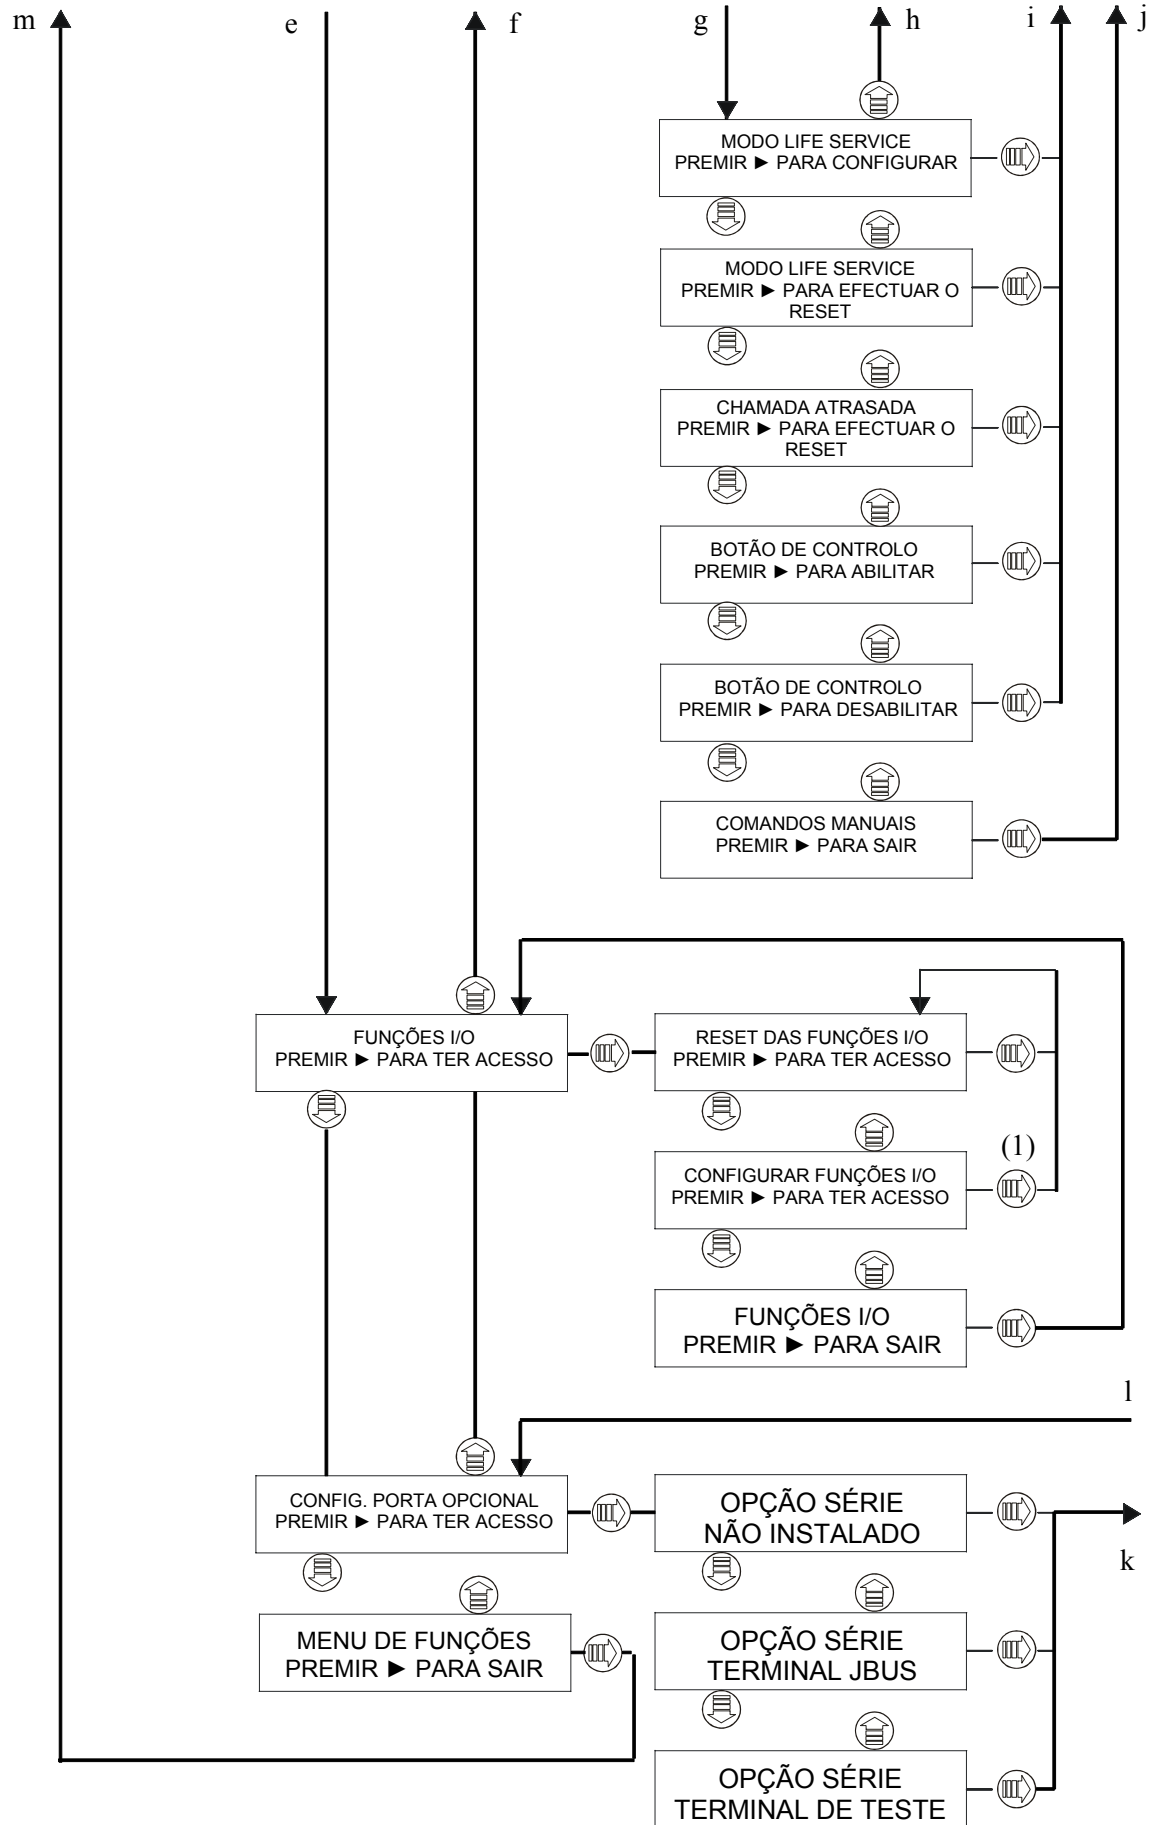 m
e
f
g
h
i
j
MODO LIFE SERVICE
PREMIR ► PARA CONFIGURAR
MODO LIFE SERVICE
PREMIR ► PARA EFECTUAR O
RESET
CHAMADA ATRASADA
PREMIR ► PARA EFECTUAR O
RESET
BOTÃO DE CONTROLO
PREMIR ► PARA ABILITAR
BOTÃO DE CONTROLO
PREMIR ► PARA DESABILITAR
COMANDOS MANUAIS
PREMIR ► PARA SAIR
FUNÇÕES I/O
PREMIR ► PARA TER ACESSO
RESET DAS FUNÇÕES I/O
PREMIR ► PARA TER ACESSO
(1)
CONFIGURAR FUNÇÕES I/O
PREMIR ► PARA TER ACESSO
FUNÇÕES I/O
PREMIR ► PARA SAIR
l
CONFIG. PORTA OPCIONAL
PREMIR ► PARA TER ACESSO
OPÇÃO SÉRIE
NÃO INSTALADO
k
MENU DE FUNÇÕES
PREMIR ► PARA SAIR
OPÇÃO SÉRIE
TERMINAL JBUS
OPÇÃO SÉRIE
TERMINAL DE TESTE